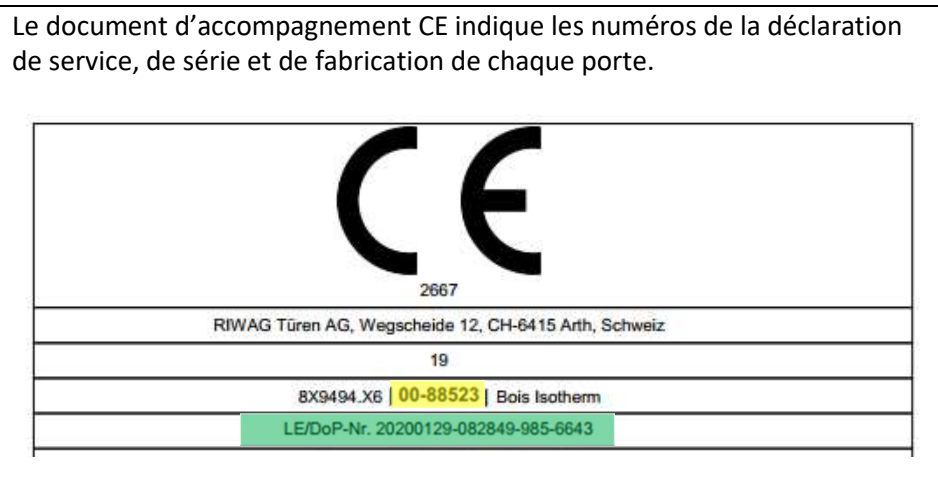 Le document d’accompagnement CE indique les numéros de la déclaration
de service, de série et de fabrication de chaque porte.
CE
2667
RIWAG Türen AG, Wegscheide 12, CH-6415 Arth, Schweiz
19
8X9494.X6 | 00-88523 | Bois Isotherm
LE/DoP-Nr. 20200129-082849-985-6643